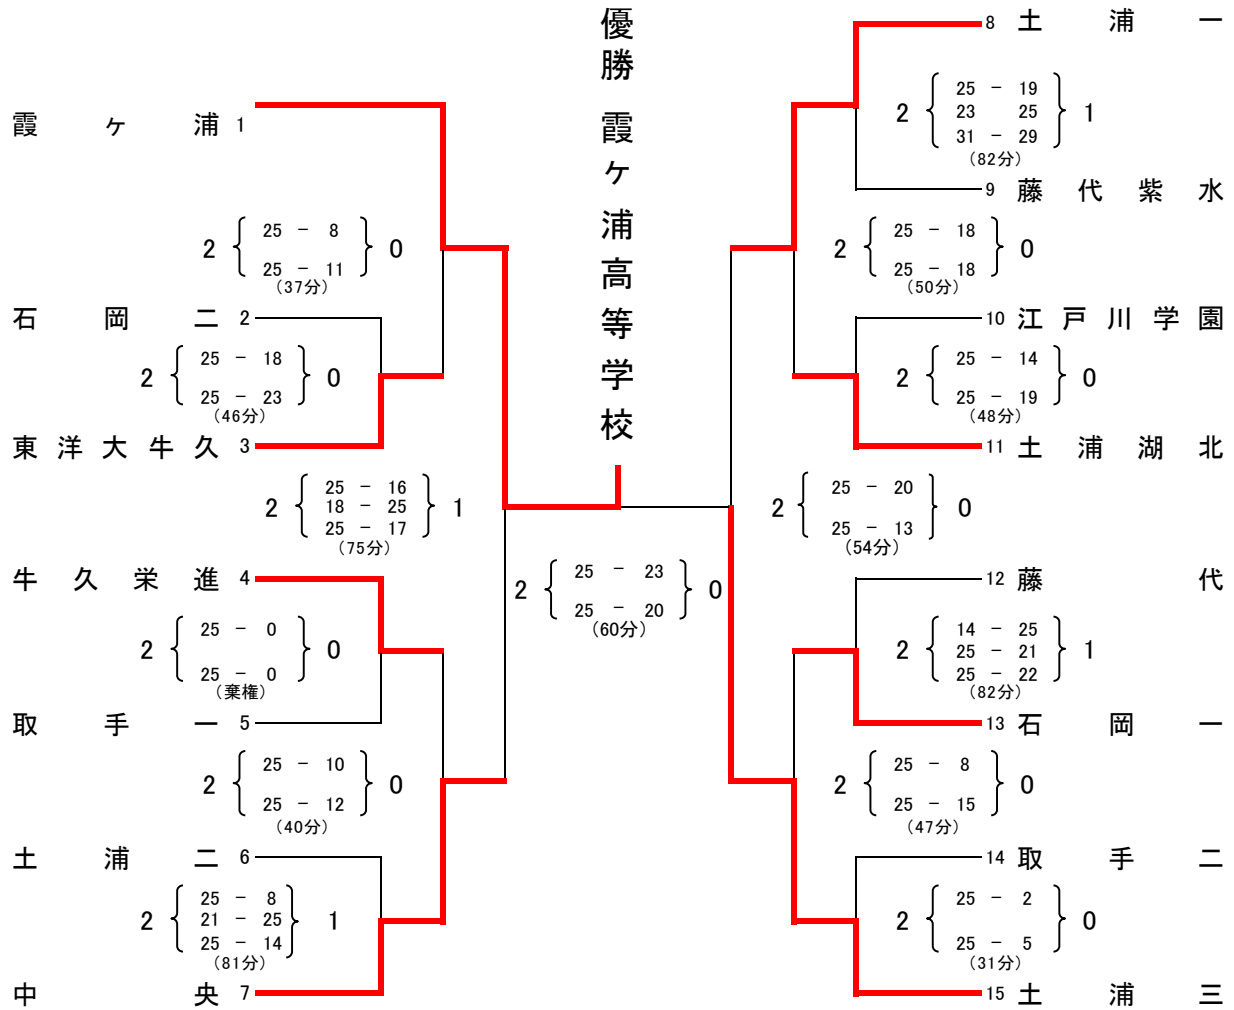 優勝 霞ヶ浦高等学校
霞ヶ浦 1
2 25 - 8 0
25 - 11
(37分)
石岡二 2
2 25 - 18 0
25 - 23
(46分)
東洋大牛久 3
2 25 - 16 1
18 - 25
25 - 17
(75分)
牛久栄進 4
2 25 - 0 0
25 - 0
(棄権)
取手一 5
2 25 - 10 0
25 - 12
(40分)
土浦二 6
2 25 - 8 1
21 - 25
25 - 14
(81分)
中央 7
2 25 - 23 0
25 - 20
(60分)
8 土浦一
2 25 - 19 1
23 25
31 - 29
(82分)
9 藤代紫水
2 25 - 18 0
25 - 18
(50分)
10 江戸川学園
2 25 - 14 0
25 - 19
(48分)
11 土浦湖北
2 25 - 20 0
25 - 13
(54分)
12 藤代
2 14 - 25 1
25 - 21
25 - 22
(82分)
13 石岡一
2 25 - 8 0
25 - 15
(47分)
14 取手二
2 25 - 2 0
25 - 5
(31分)
15 土浦三